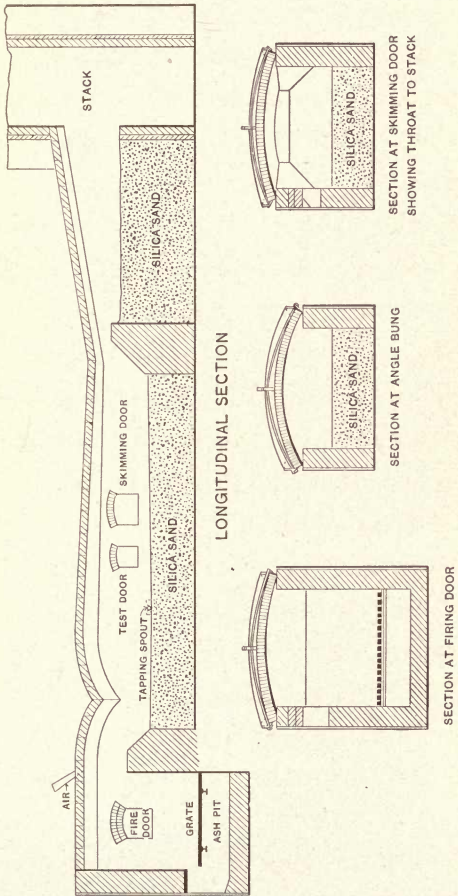 AIR
FIRE
DOOR
GRATE
ASH PIT
TAPPING SPOUT
TEST DOOR
SKIMMING DOOR
SILICA SAND
SILICA SAND
STACK
LONGITUDINAL SECTION
SECTION AT FIRING DOOR
SILICA SAND
SECTION AT ANGLE BUNG
SILICA SAND
SECTION AT SKIMMING DOOR
SHOWING THROAT TO STACK